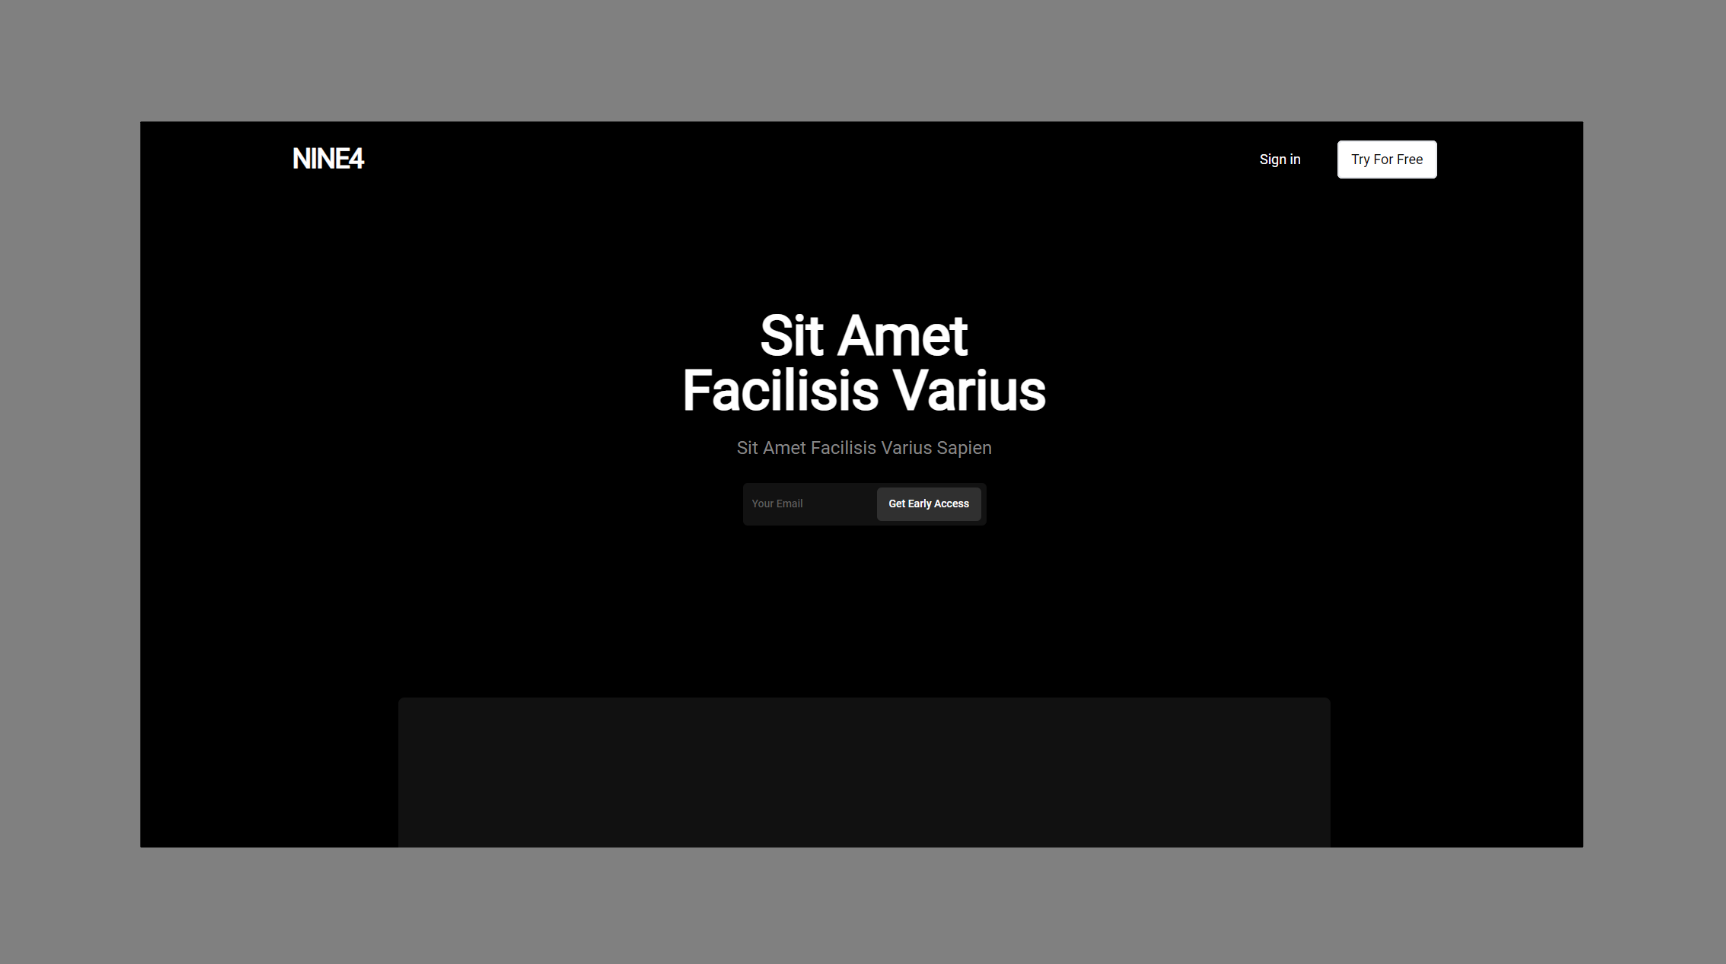 NINE4
Sign in
Try For Free
Sit Amet
Facilisis Varius
Sit Amet Facilisis Varius Sapien
Your Email
Get Early Access